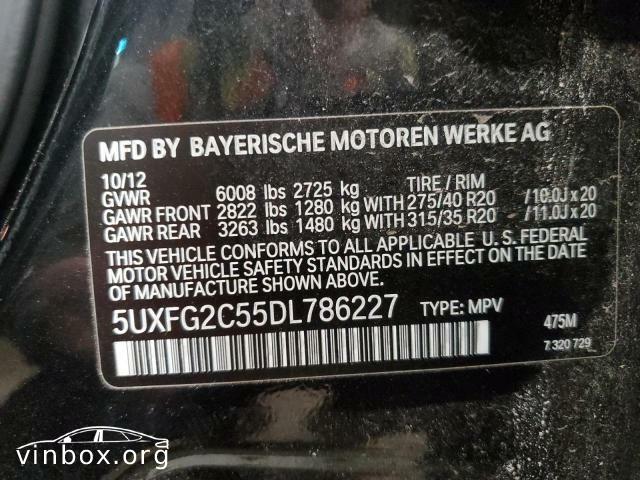 MFD BY BAYERISCHE MOTOREN WERKE AG
10/12 TIRE / RIM
GVWR 6008 lbs 2725 kg
GAWR FRONT 2822 lbs 1280 kg WITH 275/40 R20 /10.0J x 20
GAWR REAR 3263 lbs 1480 kg WITH 315/35 R20 /11.0J x 20
THIS VEHICLE CONFORMS TO ALL APPLICABLE U. S. FEDERAL
MOTOR VEHICLE SAFETY STANDARDS IN EFFECT ON THE DATE
OF MANUFACTURE SHOWN ABOVE.
5UXFG2C55DL786227 TYPE: MPV
475M
7 320 729
vinbox.org